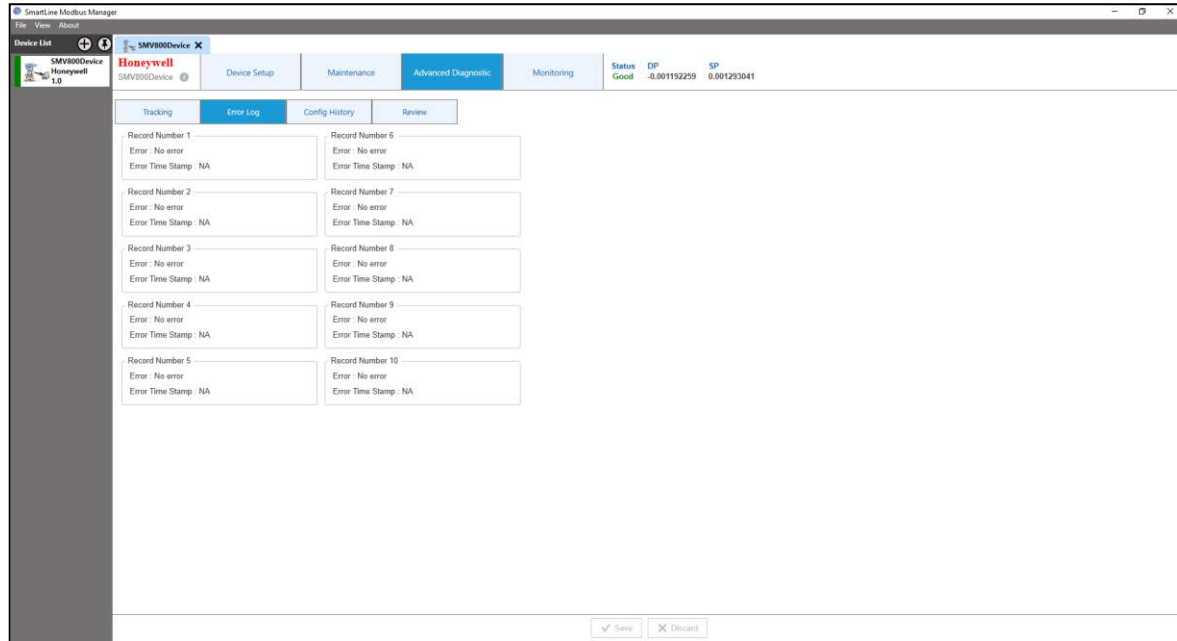 SmartLine Modbus Manager
File View About
Device List
SMV800Device
Honeywell
1.0
SMV800Device
Honeywell
SMV800Device
Device Setup
Maintenance
Advanced Diagnostic
Monitoring
Status DP SP
Good -0.001192259 0.001293041
Tracking
Error Log
Config History
Review
Record Number 1
Error : No error
Error Time Stamp : NA
Record Number 2
Error : No error
Error Time Stamp : NA
Record Number 3
Error : No error
Error Time Stamp : NA
Record Number 4
Error : No error
Error Time Stamp : NA
Record Number 5
Error : No error
Error Time Stamp : NA
Record Number 6
Error : No error
Error Time Stamp : NA
Record Number 7
Error : No error
Error Time Stamp : NA
Record Number 8
Error : No error
Error Time Stamp : NA
Record Number 9
Error : No error
Error Time Stamp : NA
Record Number 10
Error : No error
Error Time Stamp : NA
Save
Discard